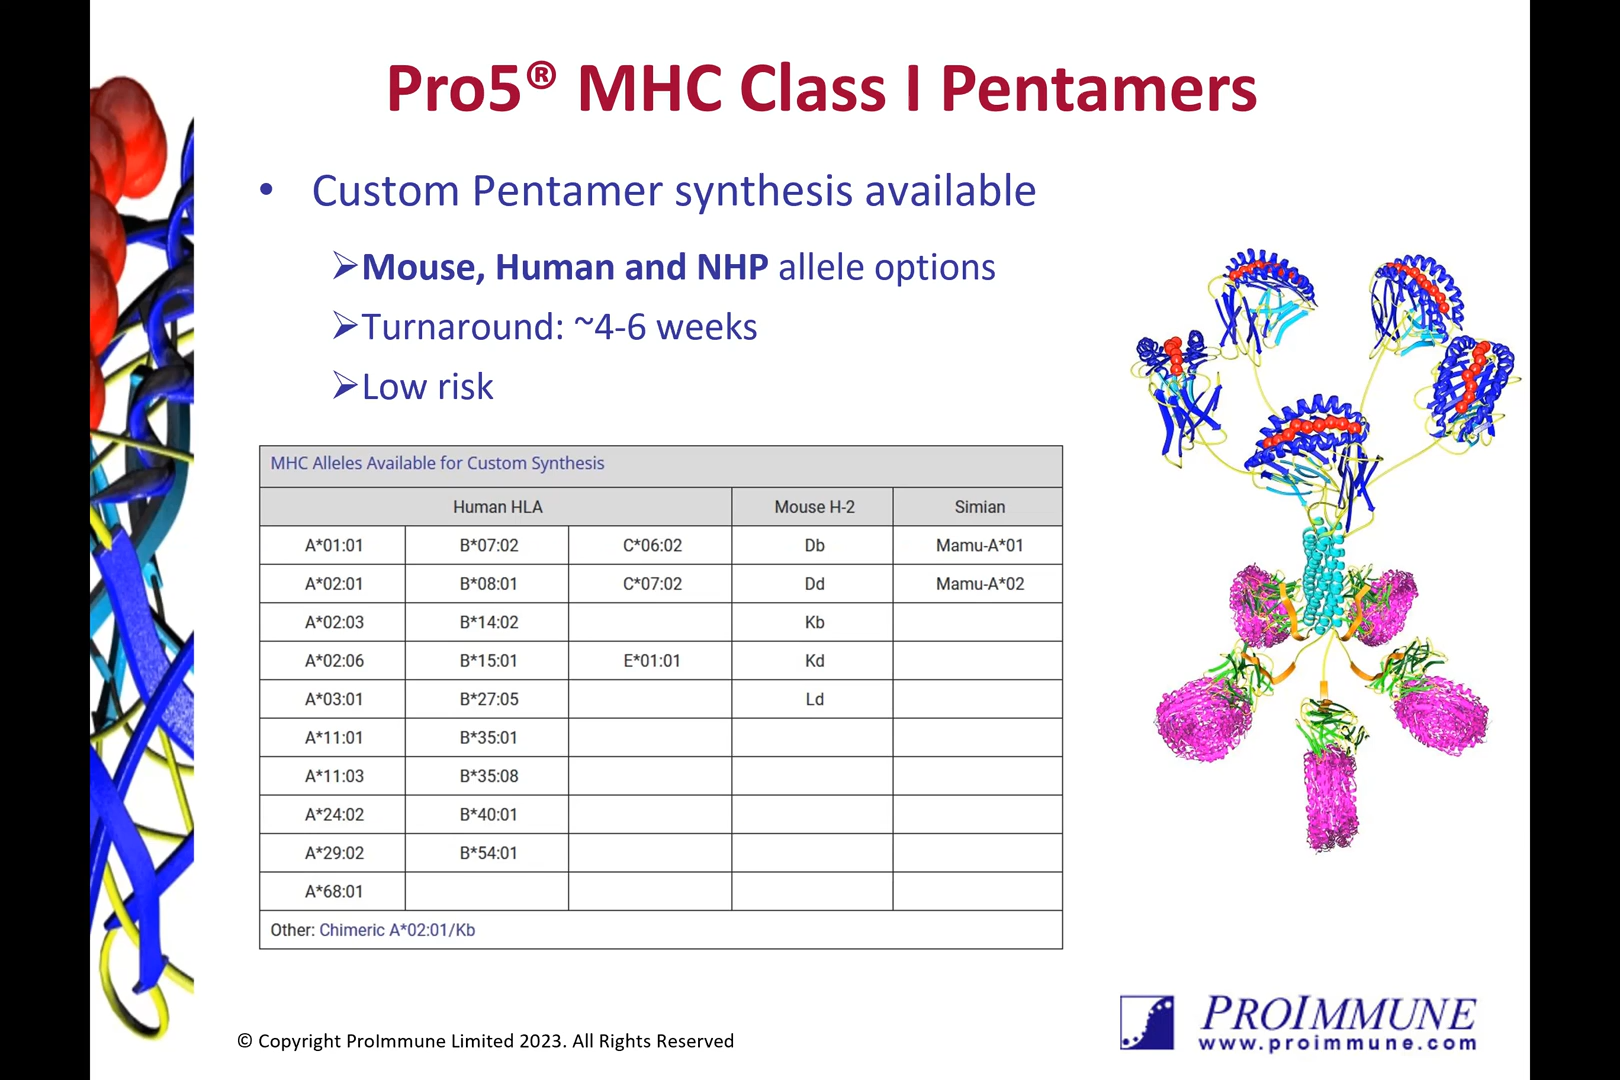 Pro5® MHC Class I Pentamers
• Custom Pentamer synthesis available
➢Mouse, Human and NHP allele options
➢Turnaround: ~4-6 weeks
➢Low risk
MHC Alleles Available for Custom Synthesis
Human HLA Mouse H-2 Simian
A*01:01 B*07:02 C*06:02 Db Mamu-A*01
A*02:01 B*08:01 C*07:02 Dd Mamu-A*02
A*02:03 B*14:02 Kb
A*02:06 B*15:01 E*01:01 Kd
A*03:01 B*27:05 Ld
A*11:01 B*35:01
A*11:03 B*35:08
A*24:02 B*40:01
A*29:02 B*54:01
A*68:01
Other: Chimeric A*02:01/Kb
© Copyright ProImmune Limited 2023. All Rights Reserved
PROIMMUNE
www.proimmune.com